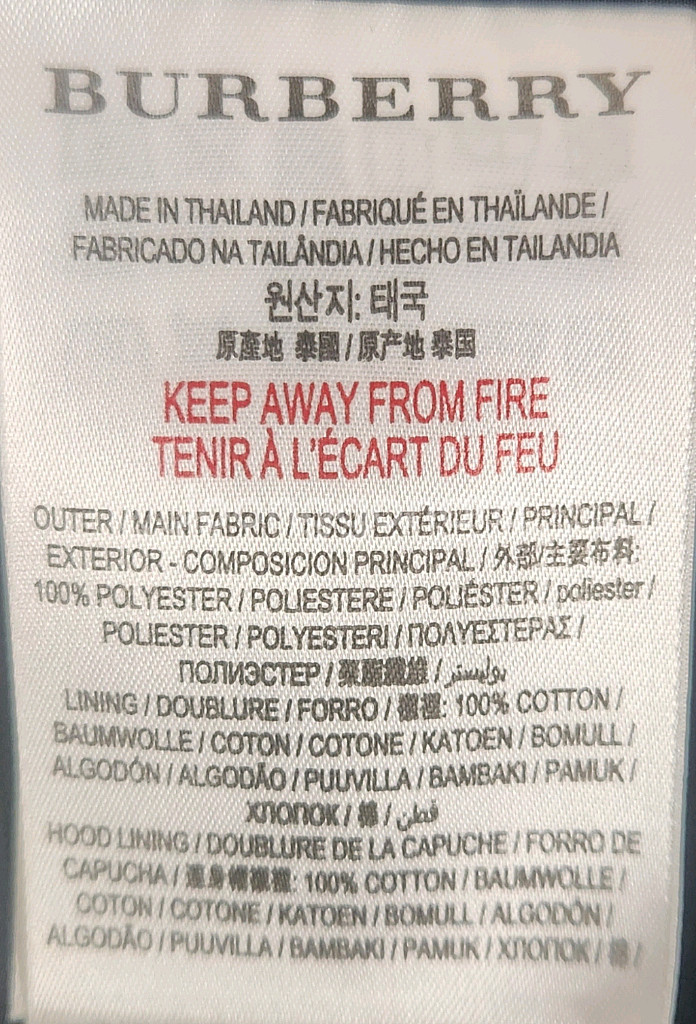 BURBERRY
MADE IN THAILAND / FABRIQUÉ EN THAÏLANDE /
FABRICADO NA TAILÂNDIA / HECHO EN TAILANDIA
원산지: 태국
原產地 泰國 / 原产地 泰国
KEEP AWAY FROM FIRE
TENIR À L'ÉCART DU FEU
OUTER / MAIN FABRIC / TISSU EXTÉRIEUR / PRINCIPAL /
EXTERIOR - COMPOSICION PRINCIPAL / 外部/主要布料:
100% POLYESTER / POLIESTERE / POLIÉSTER / poliester /
POLIESTER / POLYESTERI / ΠΟΛΥΕΣΤΕΡΑΣ /
ПОЛИЭСТЕР / 聚酯纖維 / بوليستر
LINING / DOUBLURE / FORRO / 襯裡: 100% COTTON /
BAUMWOLLE / COTON / COTONE / KATOEN / BOMULL /
ALGODÓN / ALGODÃO / PUUVILLA / BAMBAKI / PAMUK /
ХЛОПОК / 棉 / قطن
HOOD LINING / DOUBLURE DE LA CAPUCHE / FORRO DE
CAPUCHA / 連身帽襯裡: 100% COTTON / BAUMWOLLE /
COTON / COTONE / KATOEN / BOMULL / ALGODÓN /
ALGODÃO / PUUVILLA / BAMBAKI / PAMUK / ХЛОПОК / 棉 /